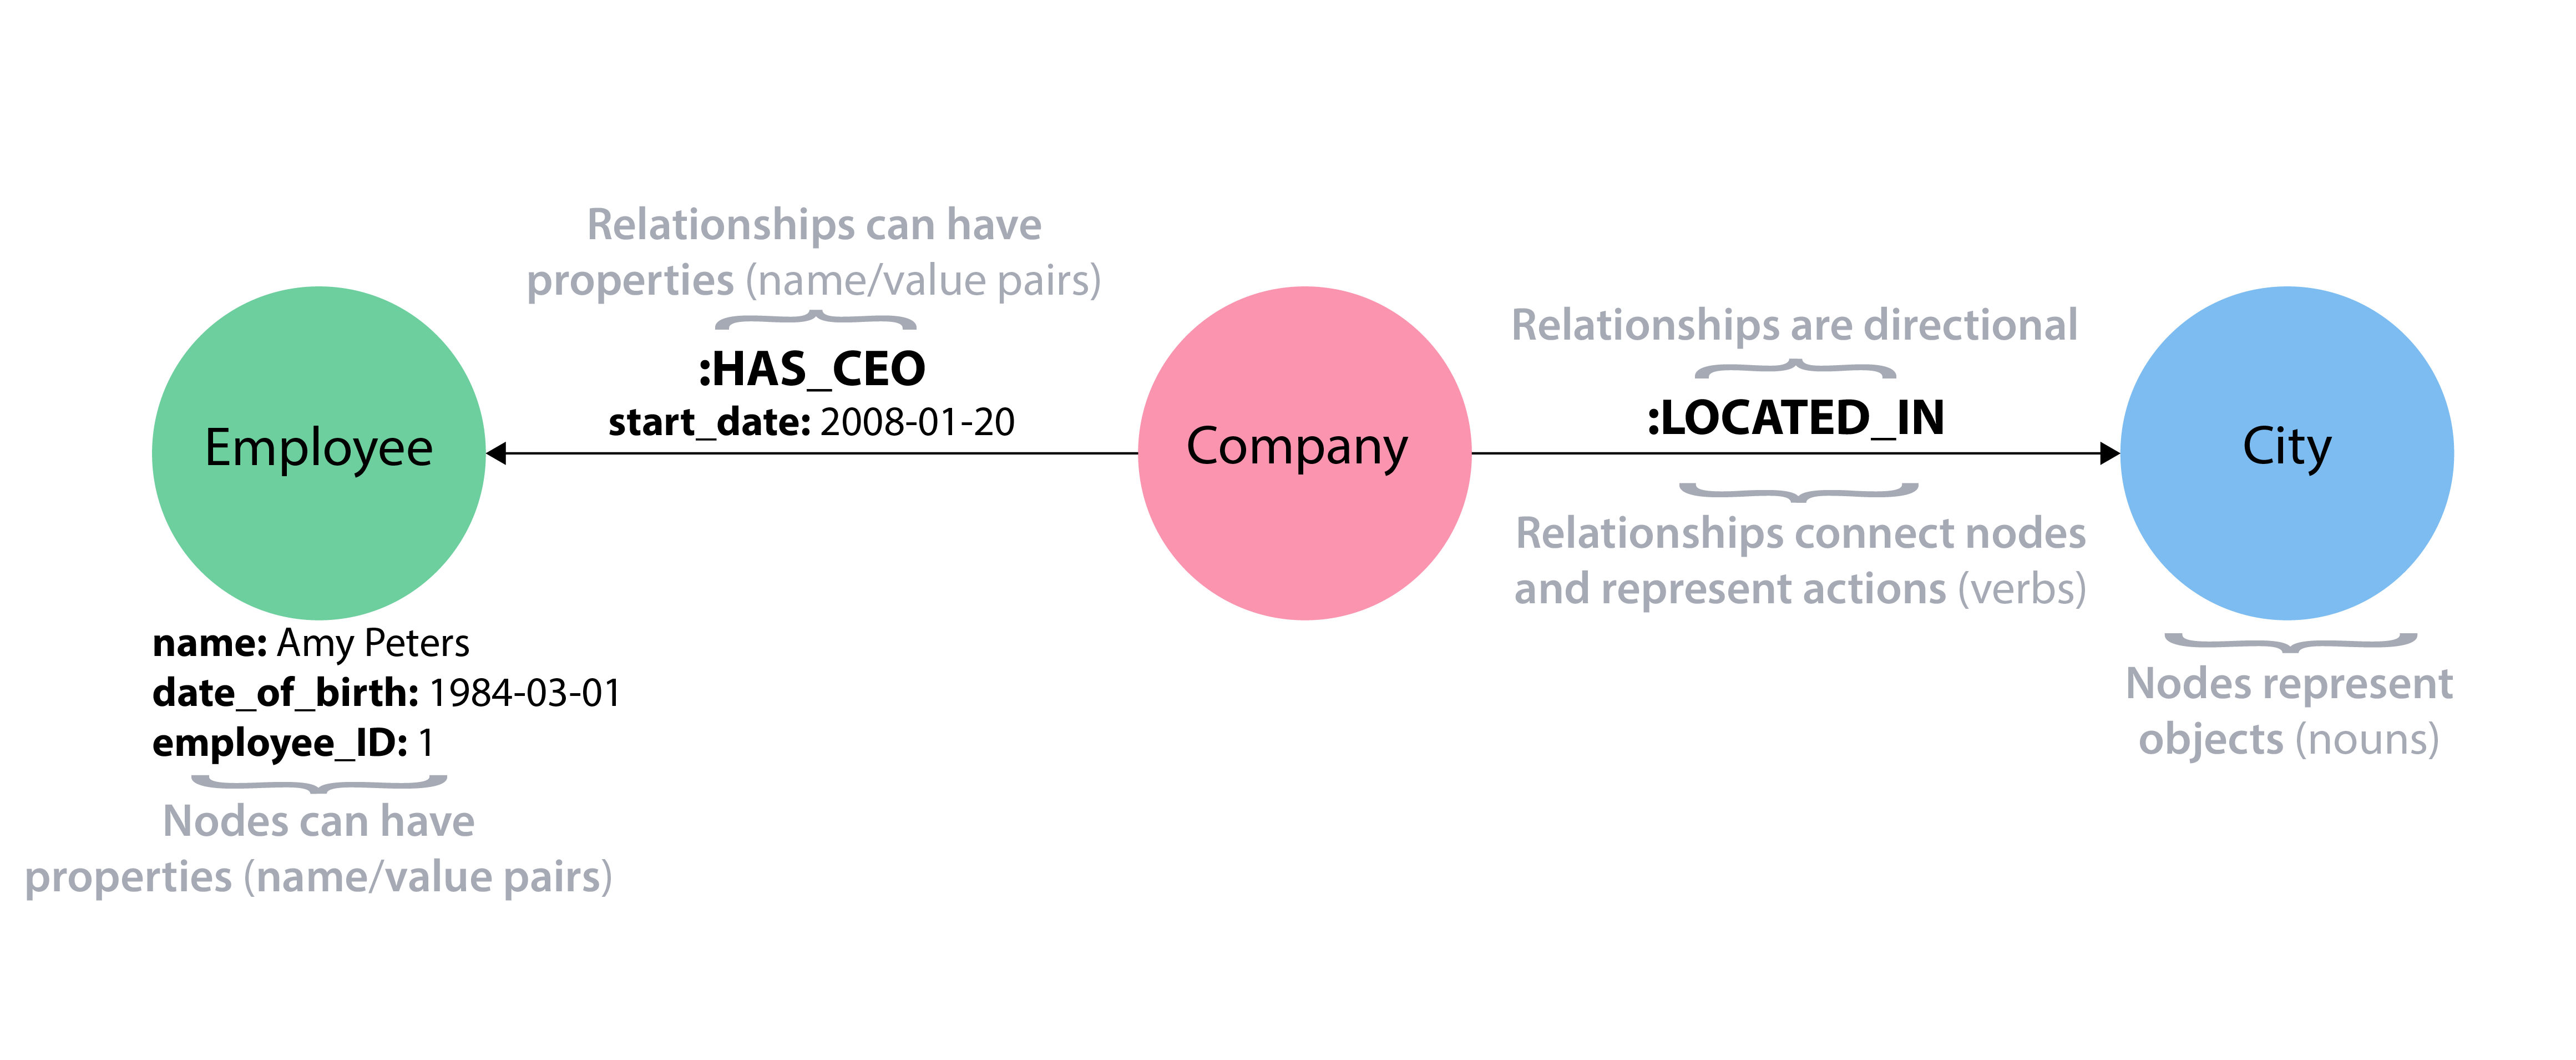 Relationships can have
properties (name/value pairs)
:HAS_CEO
start_date: 2008-01-20
Employee
name: Amy Peters
date_of_birth: 1984-03-01
employee_ID: 1
Nodes can have
properties (name/value pairs)
Company
Relationships are directional
:LOCATED_IN
Relationships connect nodes
and represent actions (verbs)
City
Nodes represent
objects (nouns)